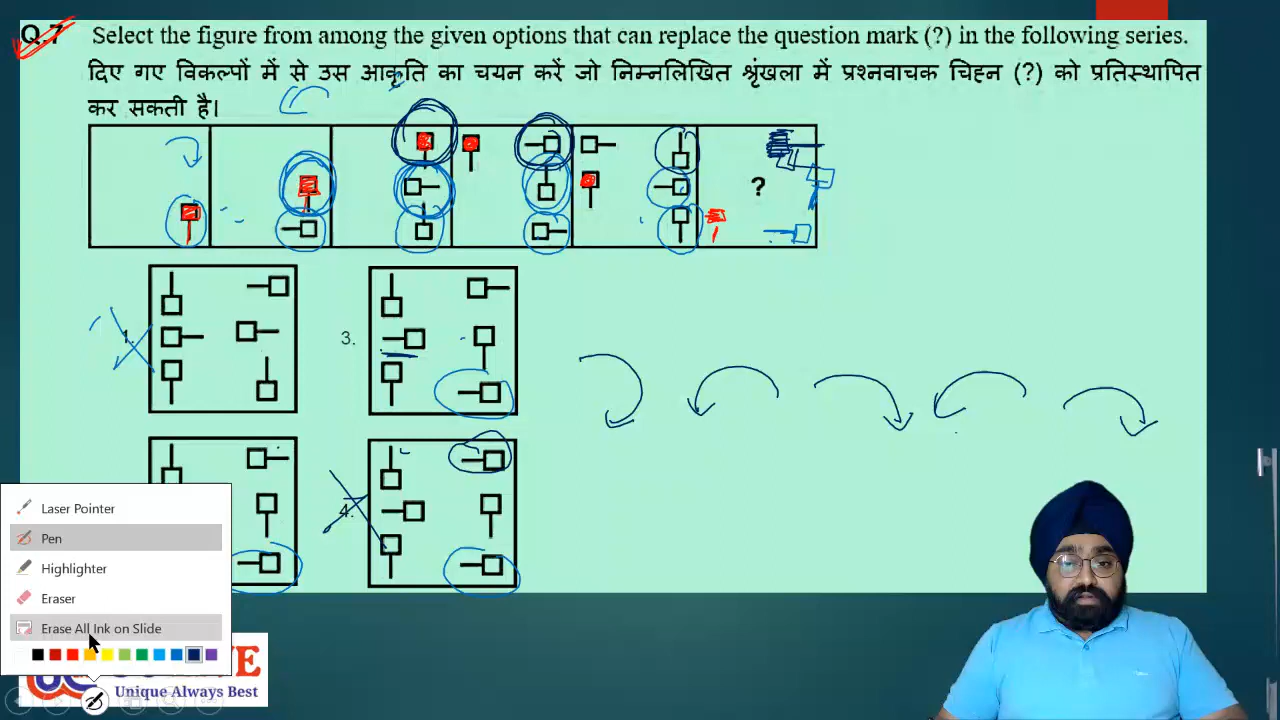 Q.7 Select the figure from among the given options that can replace the question mark (?) in the following series.
दिए गए विकल्पों में से उस आकृति का चयन करें जो निम्नलिखित श्रृंखला में प्रश्नवाचक चिह्न (?) को प्रतिस्थापित
कर सकती है।
?
1.
3.
4.
Laser Pointer
Pen
Highlighter
Eraser
Erase All Ink on Slide
Unique Always Best